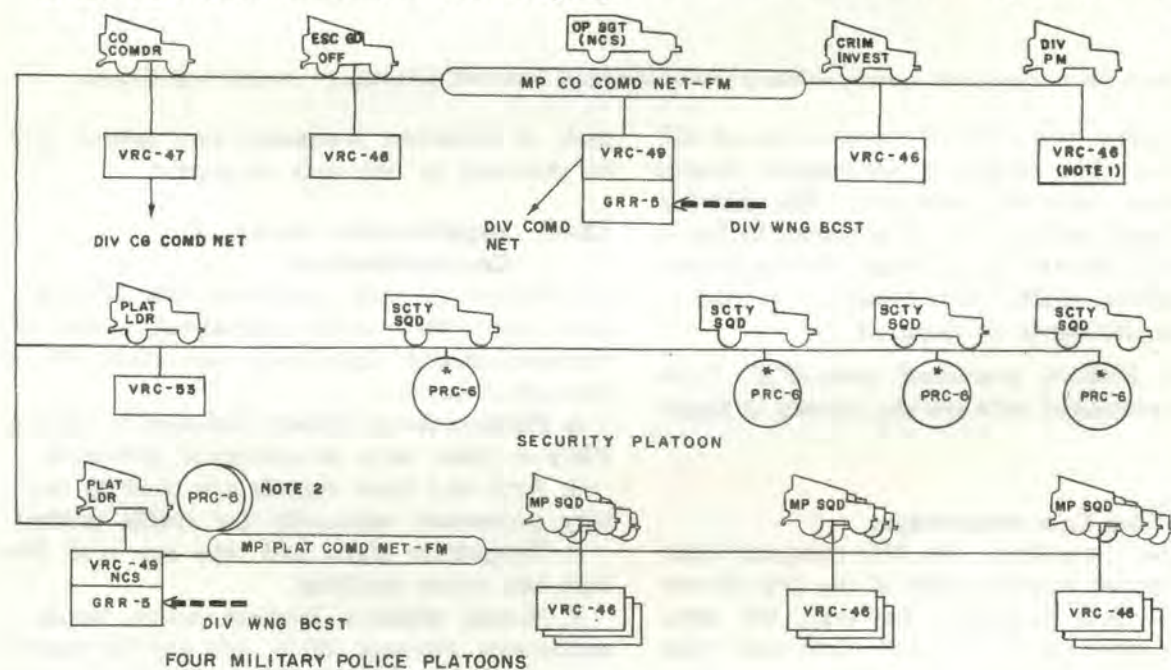 CO COMDR
ESC GD OFF
OP SGT (NCS)
CRIM INVEST
DIV PM
MP CO COMD NET-FM
VRC-47
VRC-46
VRC-49
VRC-46
VRC-46 (NOTE 1)
GRR-5
DIV CG COMD NET
DIV COMD NET
DIV WNG BCST
PLAT LDR
SCTY SQD
SCTY SQD
SCTY SQD
SCTY SQD
VRC-53
* PRC-6
* PRC-6
* PRC-6
* PRC-6
SECURITY PLATOON
PLAT LDR
PRC-6
NOTE 2
MP SQD
MP SQD
MP SQD
MP PLAT COMD NET-FM
VRC-49 NCS
GRR-5
VRC-46
VRC-46
VRC-46
DIV WNG BCST
FOUR MILITARY POLICE PLATOONS